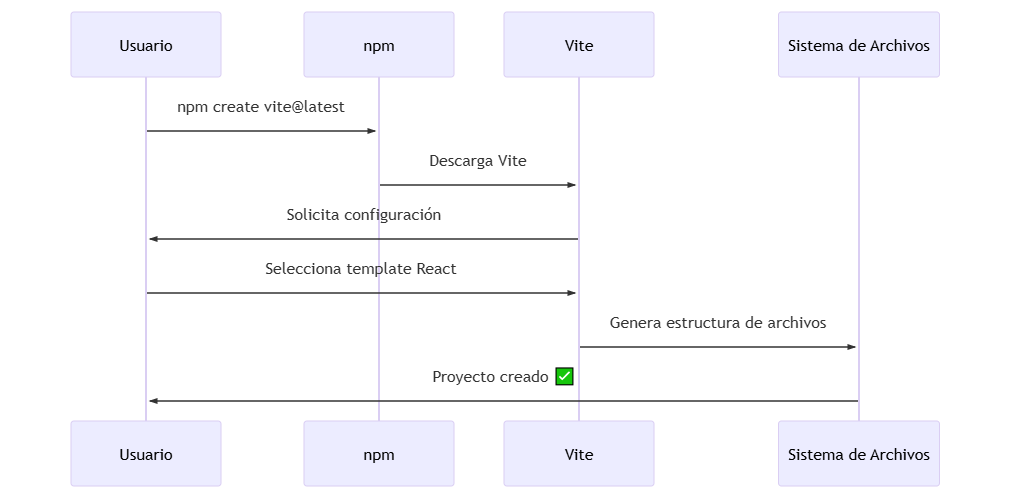 Usuario
npm
Vite
Sistema de Archivos
npm create vite@latest
Descarga Vite
Solicita configuración
Selecciona template React
Genera estructura de archivos
Proyecto creado ✅
Usuario
npm
Vite
Sistema de Archivos